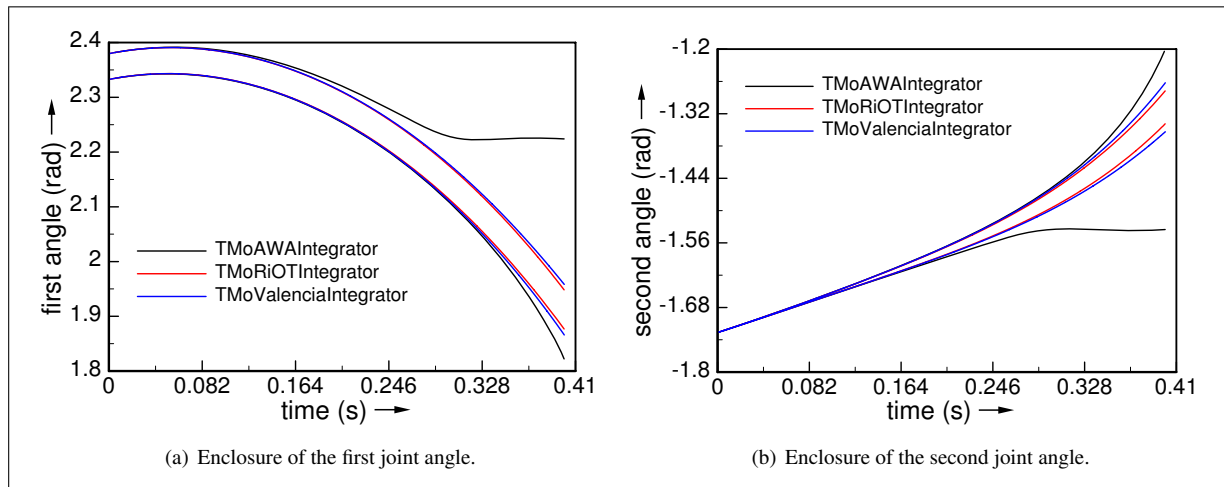 2.4
2.3
2.2
2.1
2
1.9
1.8
first angle (rad)
TMoAWAIntegrator
TMoRiOTIntegrator
TMoValenciaIntegrator
0 0.082 0.164 0.246 0.328 0.41
time (s)
(a) Enclosure of the first joint angle.
-1.2
-1.32
-1.44
-1.56
-1.68
-1.8
second angle (rad)
TMoAWAIntegrator
TMoRiOTIntegrator
TMoValenciaIntegrator
0 0.082 0.164 0.246 0.328 0.41
time (s)
(b) Enclosure of the second joint angle.